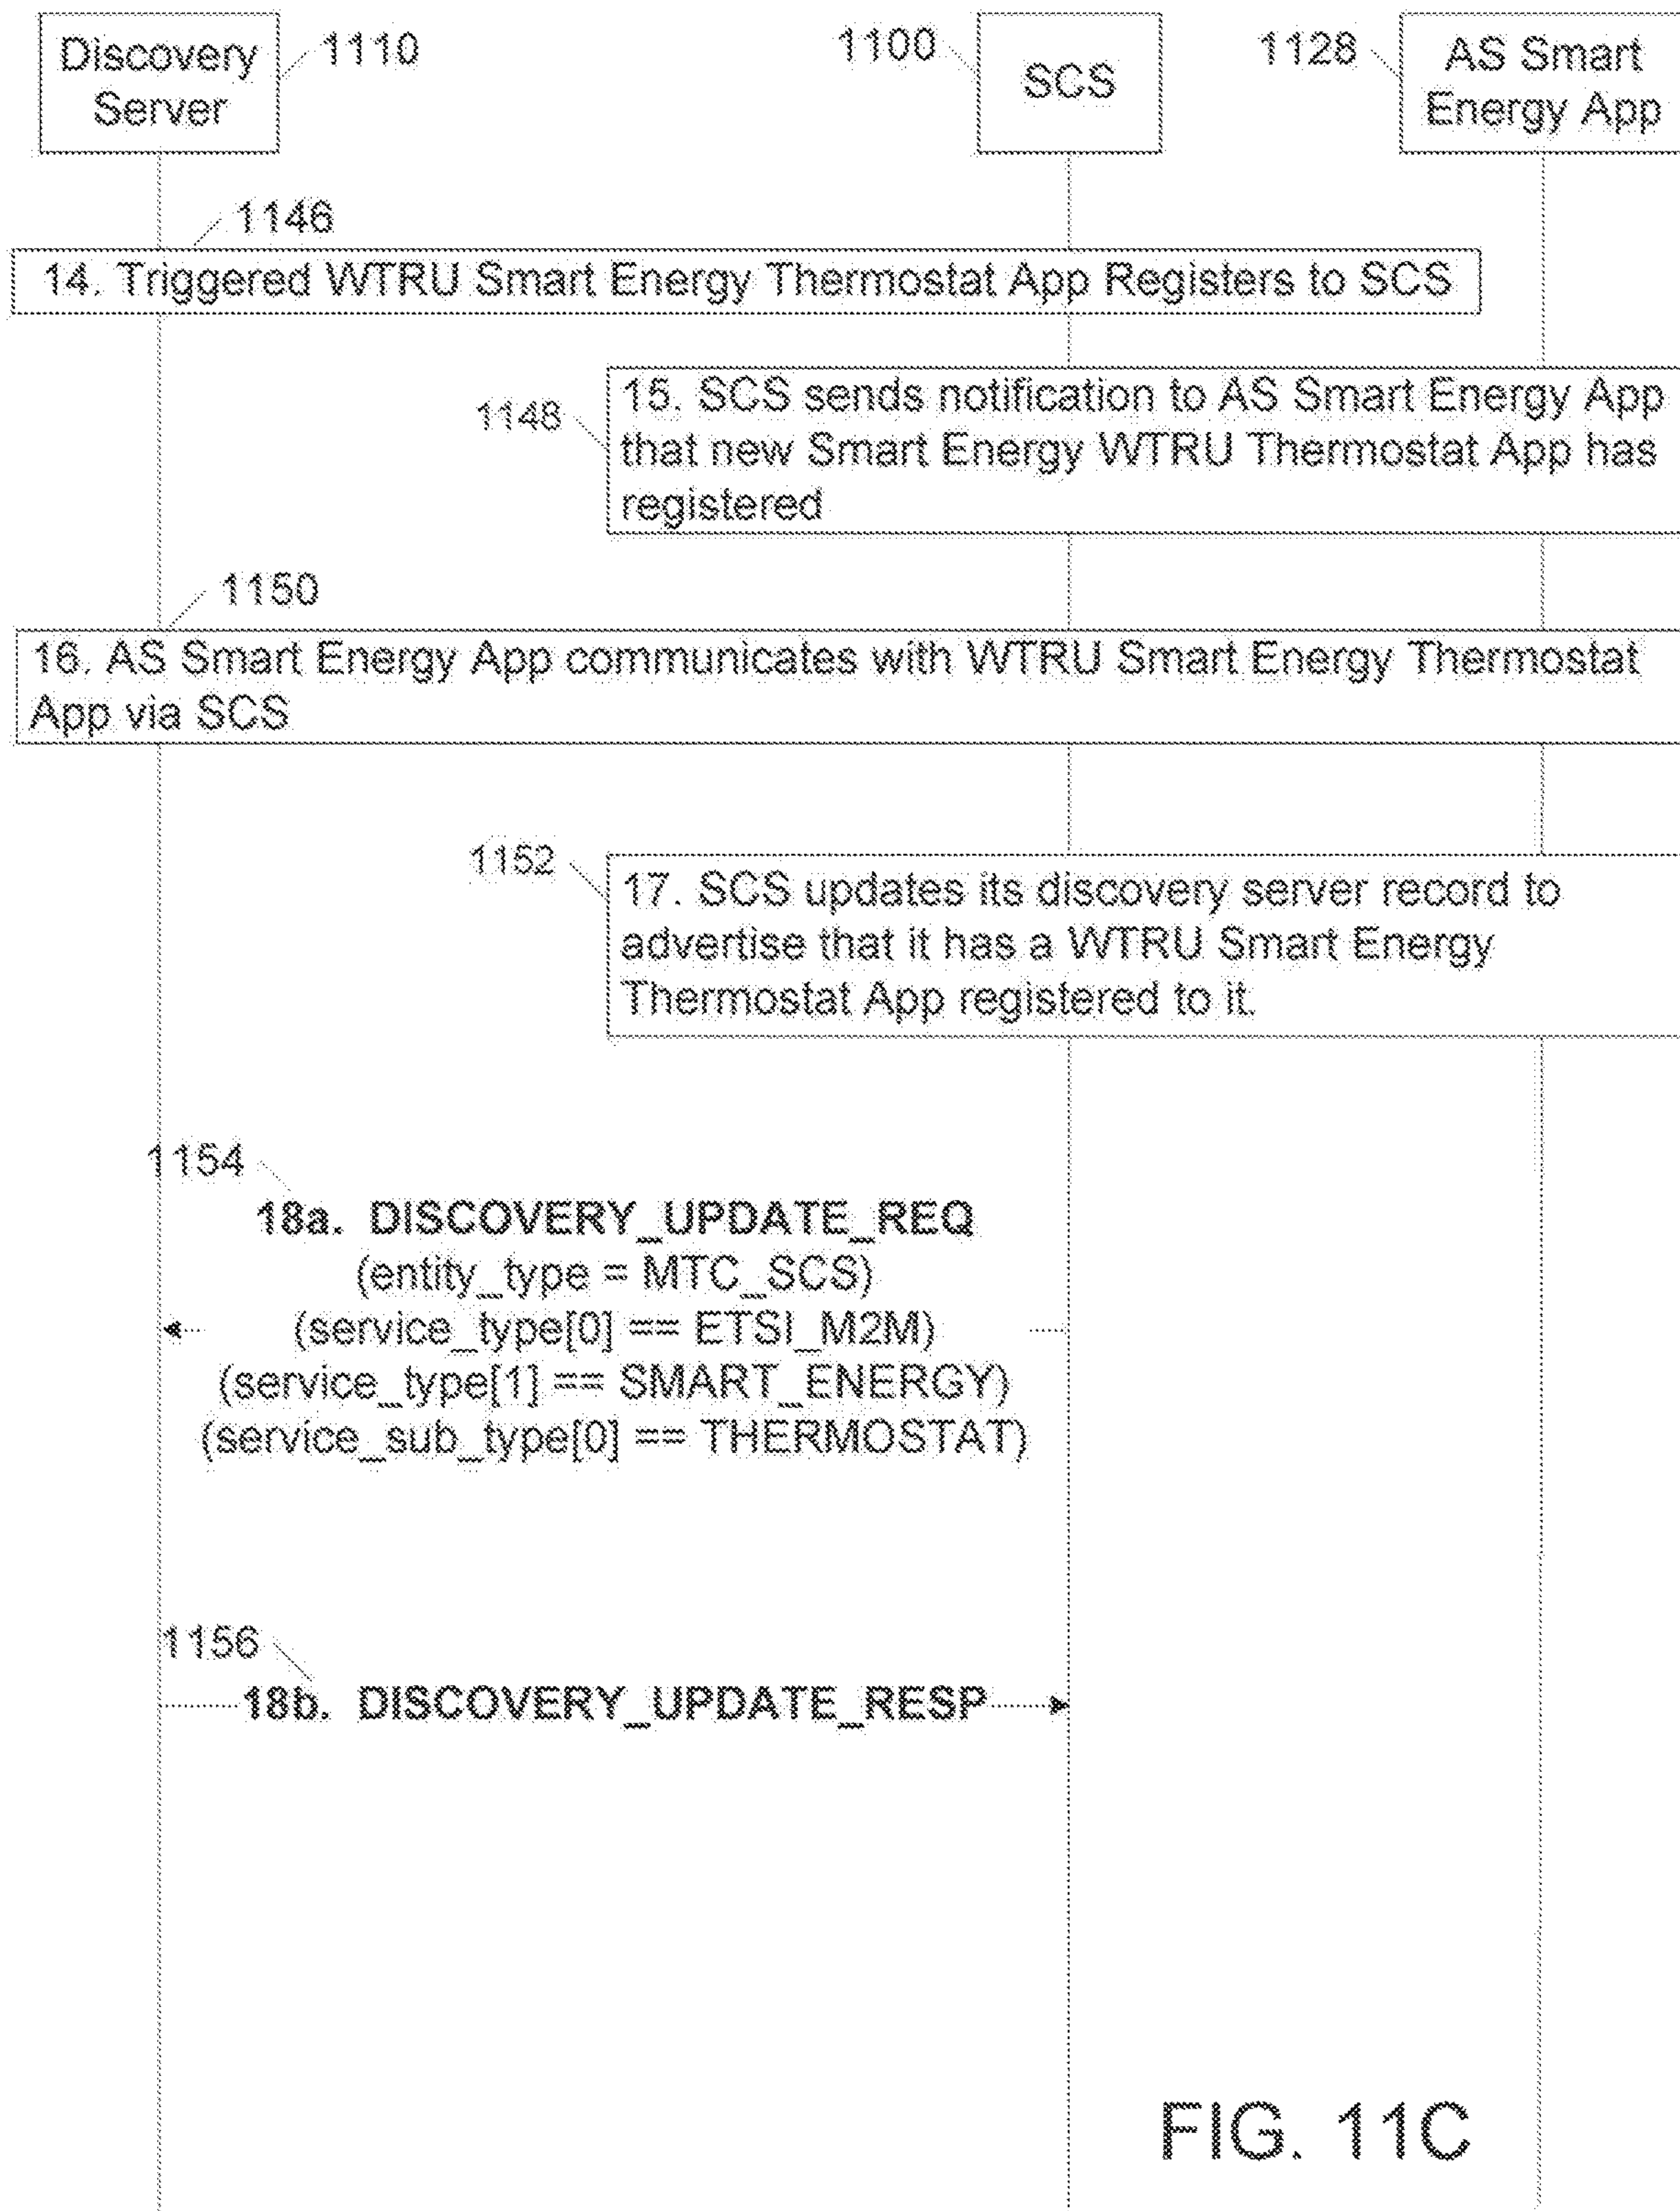 Discovery
Server
1110
1100
SCS
1128
AS Smart
Energy App
1146
14. Triggered WTRU Smart Energy Thermostat App Registers to SCS
1148
15. SCS sends notification to AS Smart Energy App
that new Smart Energy WTRU Thermostat App has
registered
1150
16. AS Smart Energy App communicates with WTRU Smart Energy Thermostat
App via SCS
1152
17. SCS updates its discovery server record to
advertise that it has a WTRU Smart Energy
Thermostat App registered to it.
1154
18a. DISCOVERY_UPDATE_REQ
(entity_type = MTC_SCS)
(service_type[0] == ETSI_M2M)
(service_type[1] == SMART_ENERGY)
(service_sub_type[0] == THERMOSTAT)
1156
18b. DISCOVERY_UPDATE_RESP
FIG. 11C